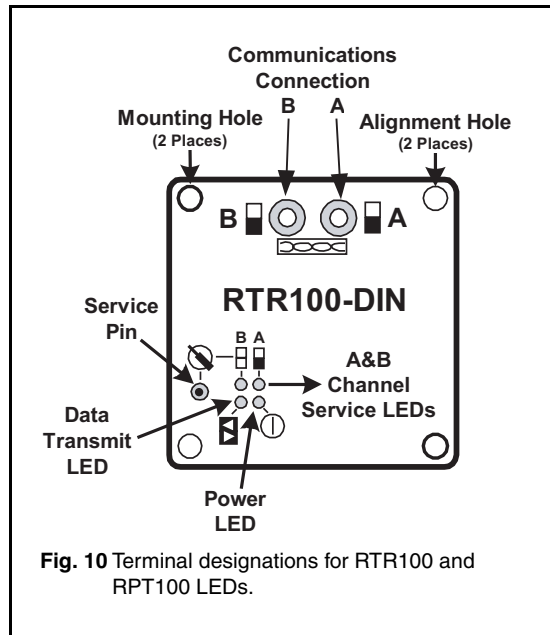 Communications
Connection
B A
Mounting Hole
(2 Places)
Alignment Hole
(2 Places)
B A
RTR100-DIN
Service
Pin
B A
A&B
Channel
Service LEDs
Data
Transmit
LED
Power
LED
Fig. 10 Terminal designations for RTR100 and
RPT100 LEDs.